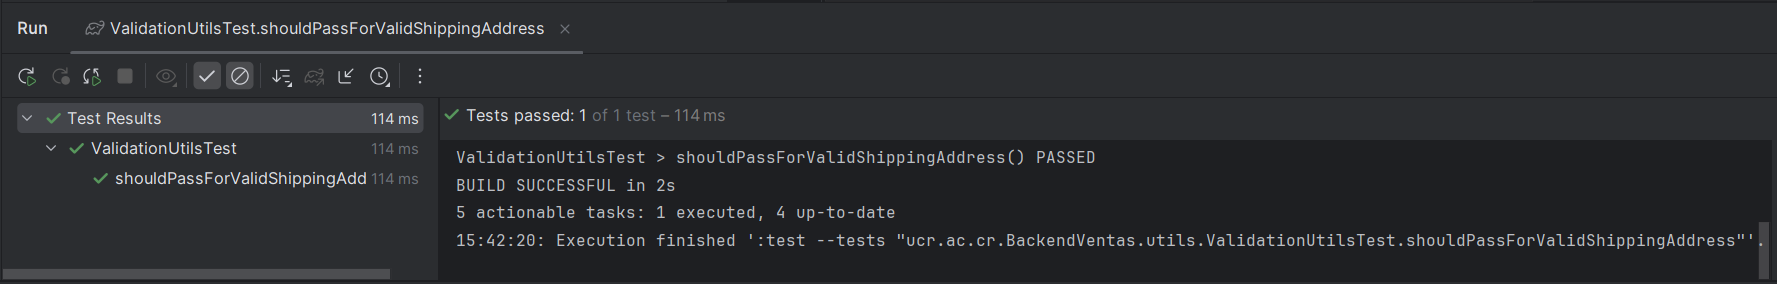 Run ValidationUtilsTest.shouldPassForValidShippingAddress
Test Results 114 ms
ValidationUtilsTest 114 ms
shouldPassForValidShippingAdd 114 ms
Tests passed: 1 of 1 test – 114 ms
ValidationUtilsTest > shouldPassForValidShippingAddress() PASSED
BUILD SUCCESSFUL in 2s
5 actionable tasks: 1 executed, 4 up-to-date
15:42:20: Execution finished ':test --tests "ucr.ac.cr.BackendVentas.utils.ValidationUtilsTest.shouldPassForValidShippingAddress"'.